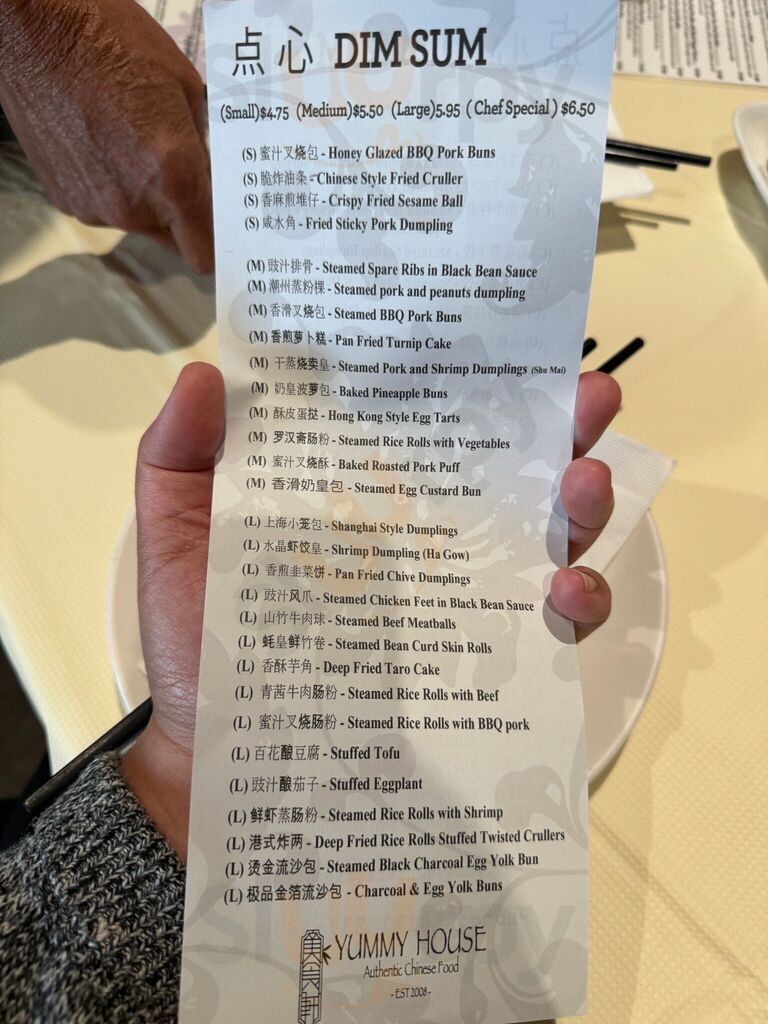 点心 DIM SUM
(Small)$4.75 (Medium)$5.50 (Large)5.95 ( Chef Special ) $6.50
(S) 蜜汁叉烧包 - Honey Glazed BBQ Pork Buns
(S) 脆炸油条 - Chinese Style Fried Cruller
(S) 香麻煎堆仔 - Crispy Fried Sesame Ball
(S) 咸水角 - Fried Sticky Pork Dumpling
(M) 豉汁排骨 - Steamed Spare Ribs in Black Bean Sauce
(M) 潮州蒸粉粿 - Steamed pork and peanuts dumpling
(M) 香滑叉烧包 - Steamed BBQ Pork Buns
(M) 香煎萝卜糕 - Pan Fried Turnip Cake
(M) 干蒸烧卖皇 - Steamed Pork and Shrimp Dumplings (Shu Mai)
(M) 奶皇波萝包 - Baked Pineapple Buns
(M) 酥皮蛋挞 - Hong Kong Style Egg Tarts
(M) 罗汉斋肠粉 - Steamed Rice Rolls with Vegetables
(M) 蜜汁叉烧酥 - Baked Roasted Pork Puff
(M) 香滑奶皇包 - Steamed Egg Custard Bun
(L) 上海小笼包 - Shanghai Style Dumplings
(L) 水晶虾饺皇 - Shrimp Dumpling (Ha Gow)
(L) 香煎韭菜饼 - Pan Fried Chive Dumplings
(L) 豉汁风爪 - Steamed Chicken Feet in Black Bean Sauce
(L) 山竹牛肉球 - Steamed Beef Meatballs
(L) 蚝皇鲜竹卷 - Steamed Bean Curd Skin Rolls
(L) 香酥芋角 - Deep Fried Taro Cake
(L) 青茜牛肉肠粉 - Steamed Rice Rolls with Beef
(L) 蜜汁叉烧肠粉 - Steamed Rice Rolls with BBQ pork
(L) 百花酿豆腐 - Stuffed Tofu
(L) 豉汁酿茄子 - Stuffed Eggplant
(L) 鲜虾蒸肠粉 - Steamed Rice Rolls with Shrimp
(L) 港式炸两 - Deep Fried Rice Rolls Stuffed Twisted Crullers
(L) 烫金流沙包 - Steamed Black Charcoal Egg Yolk Bun
(L) 极品金箔流沙包 - Charcoal & Egg Yolk Buns
YUMMY HOUSE
Authentic Chinese Food
- EST 2008 -